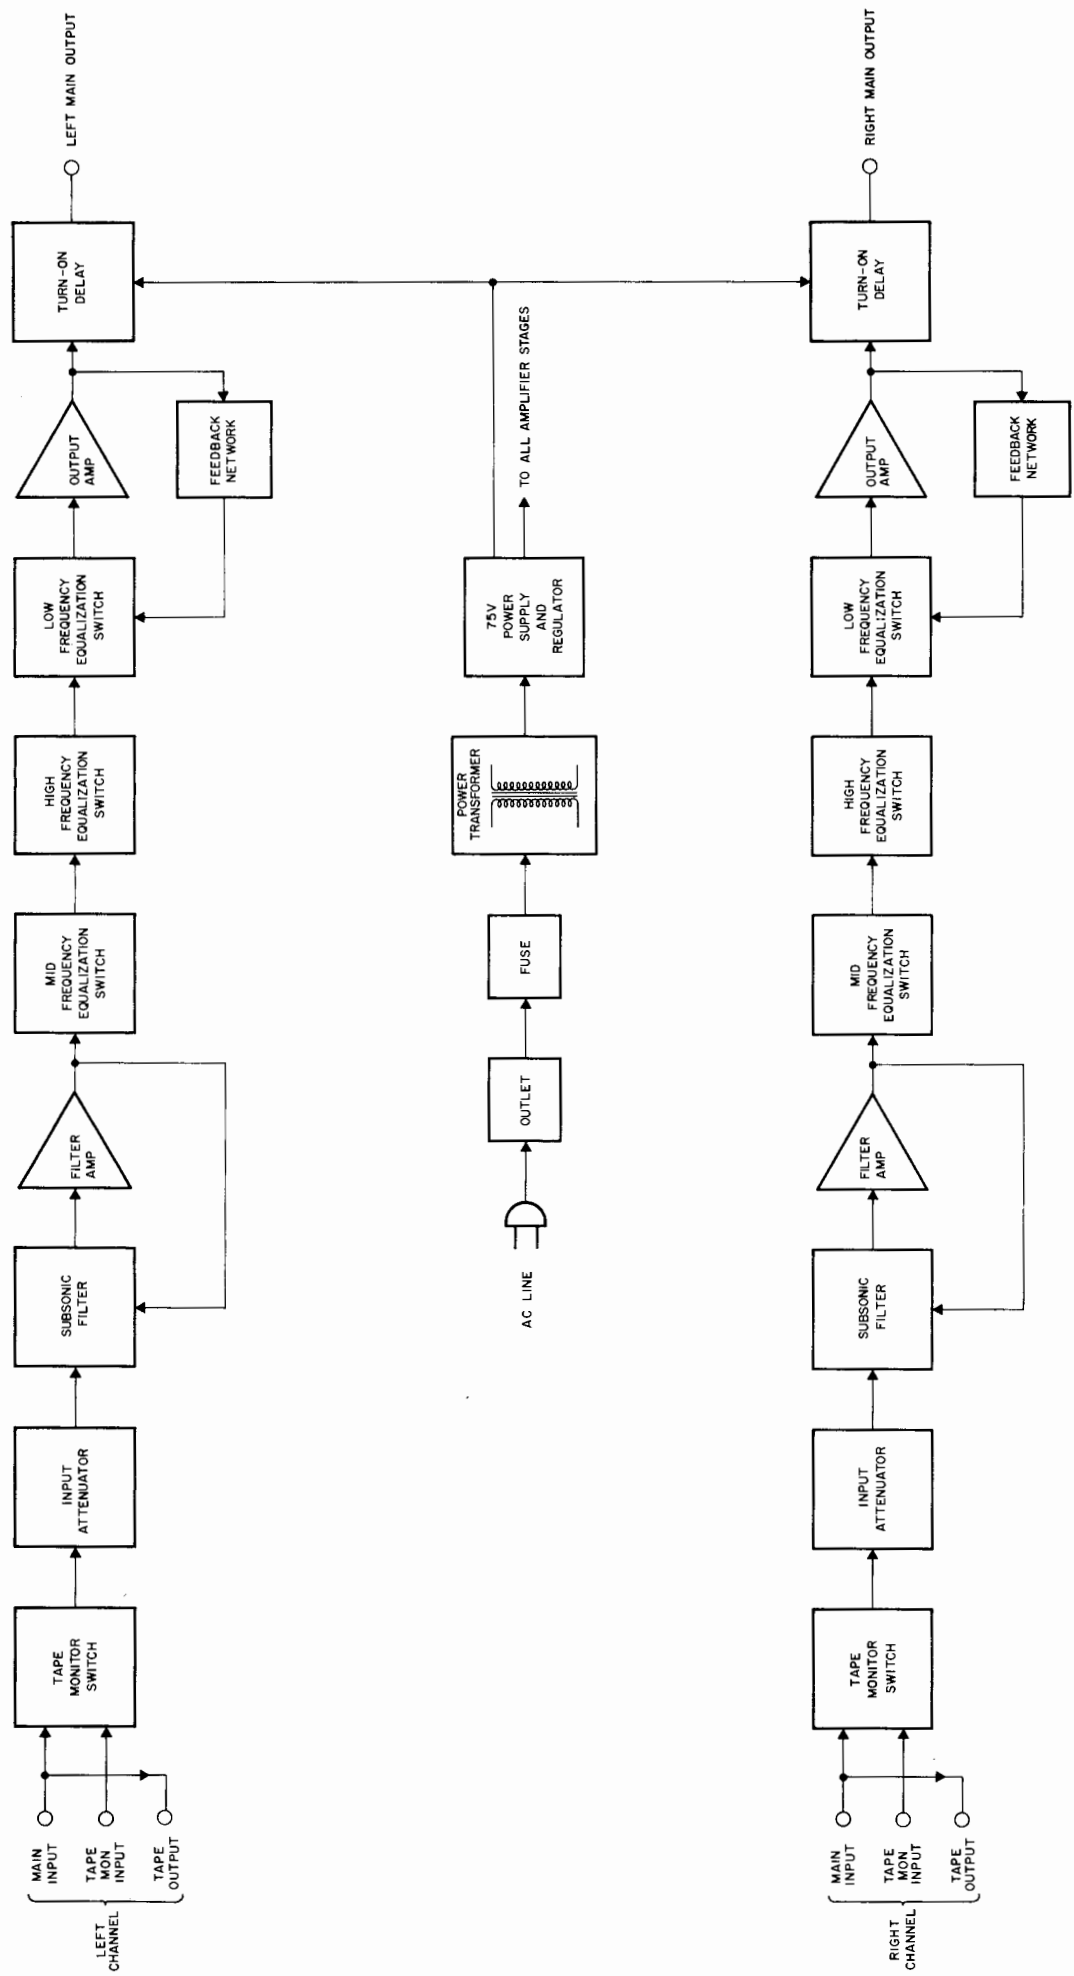 LEFT
CHANNEL
MAIN
INPUT
TAPE
MON
INPUT
TAPE
OUTPUT
TAPE
MONITOR
SWITCH
INPUT
ATTENUATOR
SUBSONIC
FILTER
FILTER
AMP
MID
FREQUENCY
EQUALIZATION
SWITCH
HIGH
FREQUENCY
EQUALIZATION
SWITCH
LOW
FREQUENCY
EQUALIZATION
SWITCH
OUTPUT
AMP
FEEDBACK
NETWORK
TURN-ON
DELAY
LEFT MAIN OUTPUT
AC LINE
OUTLET
FUSE
POWER
TRANSFORMER
75V
POWER
SUPPLY
AND
REGULATOR
TO ALL AMPLIFIER STAGES
RIGHT
CHANNEL
MAIN
INPUT
TAPE
MON
INPUT
TAPE
OUTPUT
TAPE
MONITOR
SWITCH
INPUT
ATTENUATOR
SUBSONIC
FILTER
FILTER
AMP
MID
FREQUENCY
EQUALIZATION
SWITCH
HIGH
FREQUENCY
EQUALIZATION
SWITCH
LOW
FREQUENCY
EQUALIZATION
SWITCH
OUTPUT
AMP
FEEDBACK
NETWORK
TURN-ON
DELAY
RIGHT MAIN OUTPUT